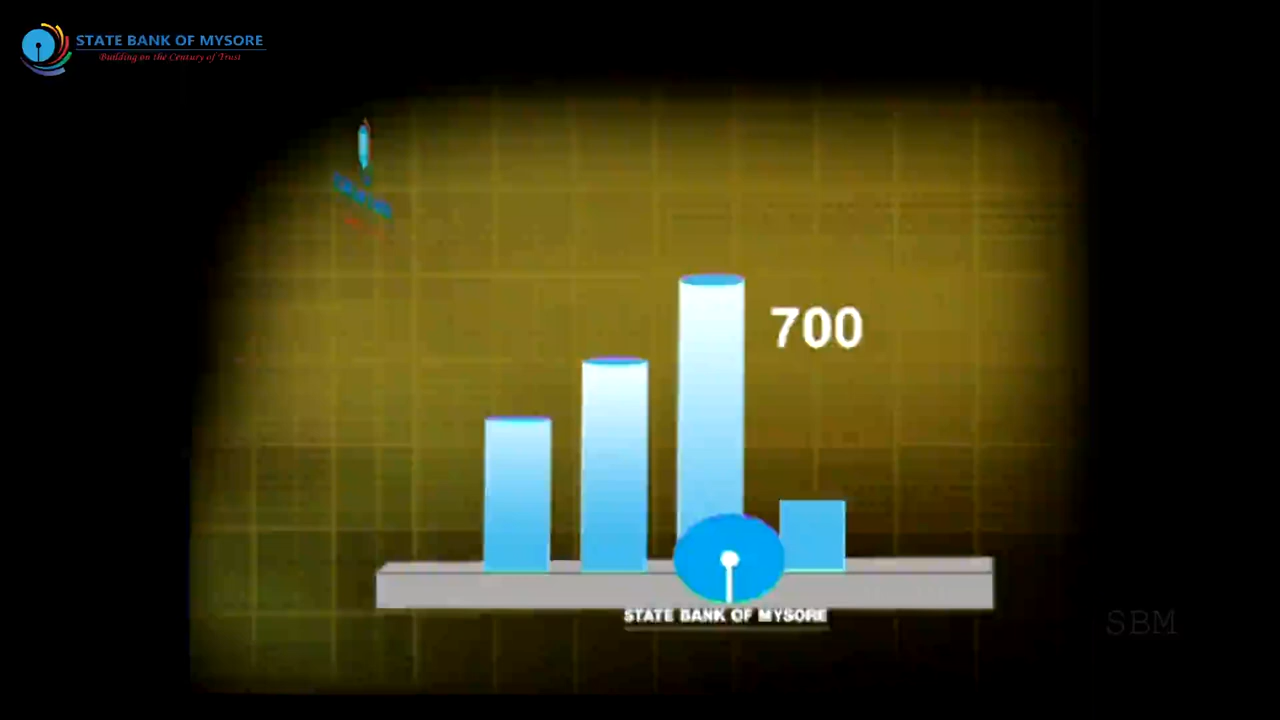 STATE BANK OF MYSORE
Building on the Century of Trust
700
STATE BANK OF MYSORE
SBM